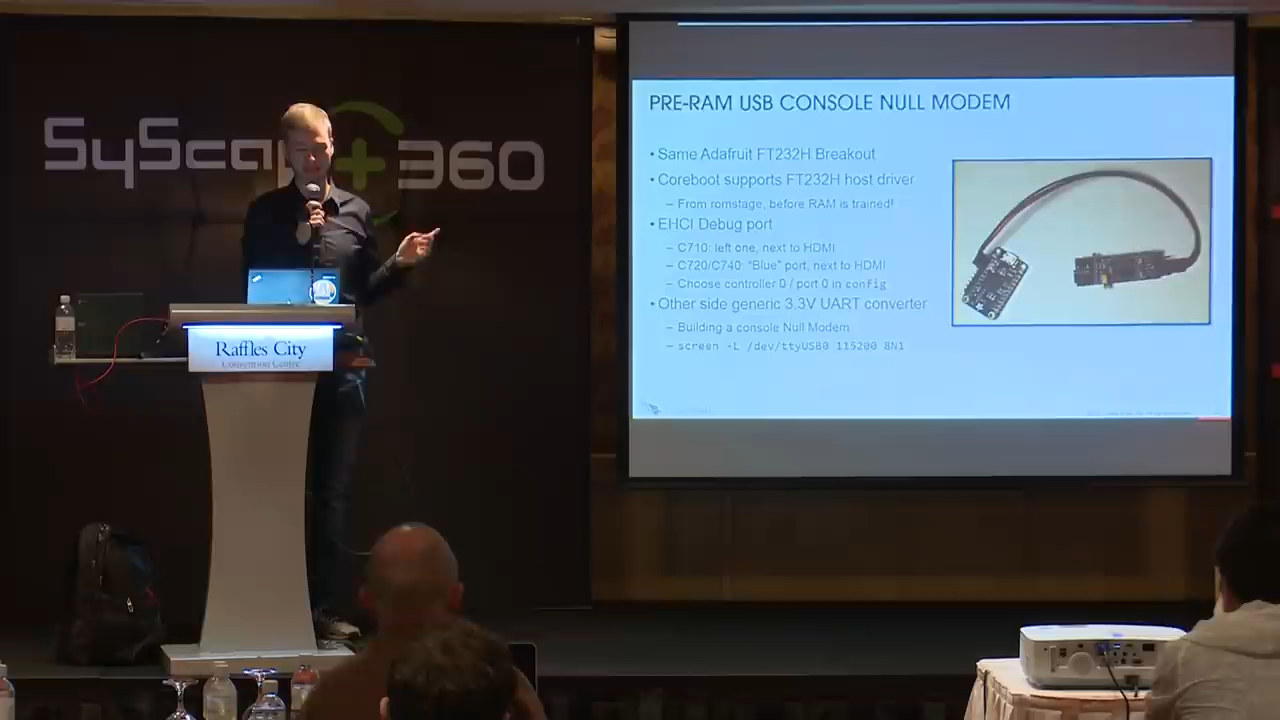 SyScan+360
Raffles City
Convention Centre
PRE-RAM USB CONSOLE NULL MODEM
• Same Adafruit FT232H Breakout
• Coreboot supports FT232H host driver
– From romstage, before RAM is trained!
• EHCI Debug port
– C710: left one, next to HDMI
– C720/C740: “Blue” port, next to HDMI
– Choose controller 0 / port 0 in config
• Other side generic 3.3V UART converter
– Building a console Null Modem
– screen -L /dev/ttyUSB0 115200 8N1